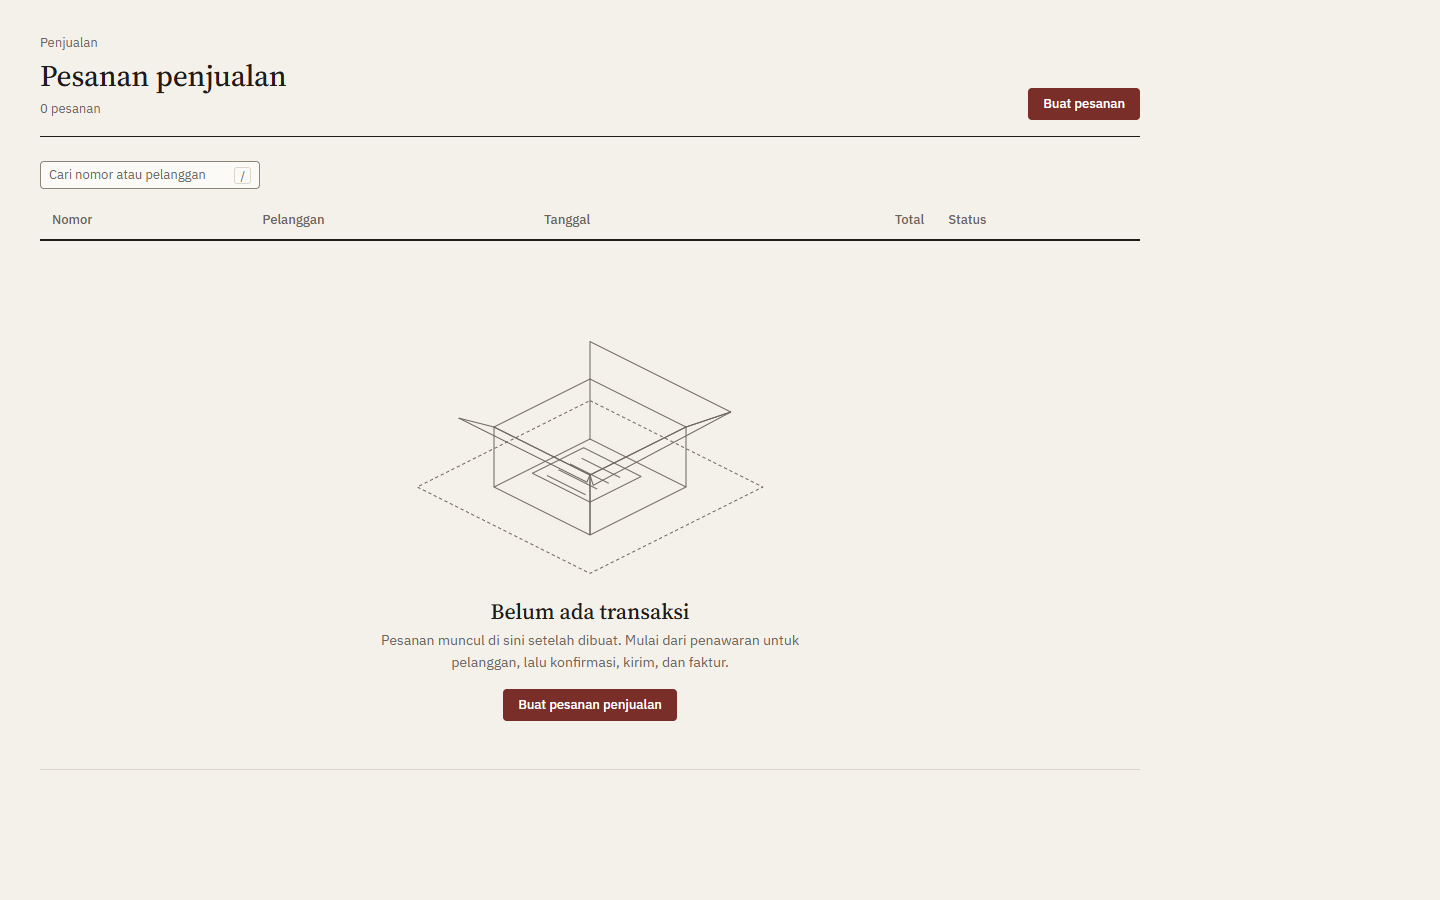 Penjualan
Pesanan penjualan
0 pesanan
Buat pesanan
Cari nomor atau pelanggan /
Nomor Pelanggan Tanggal Total Status
Belum ada transaksi
Pesanan muncul di sini setelah dibuat. Mulai dari penawaran untuk
pelanggan, lalu konfirmasi, kirim, dan faktur.
Buat pesanan penjualan